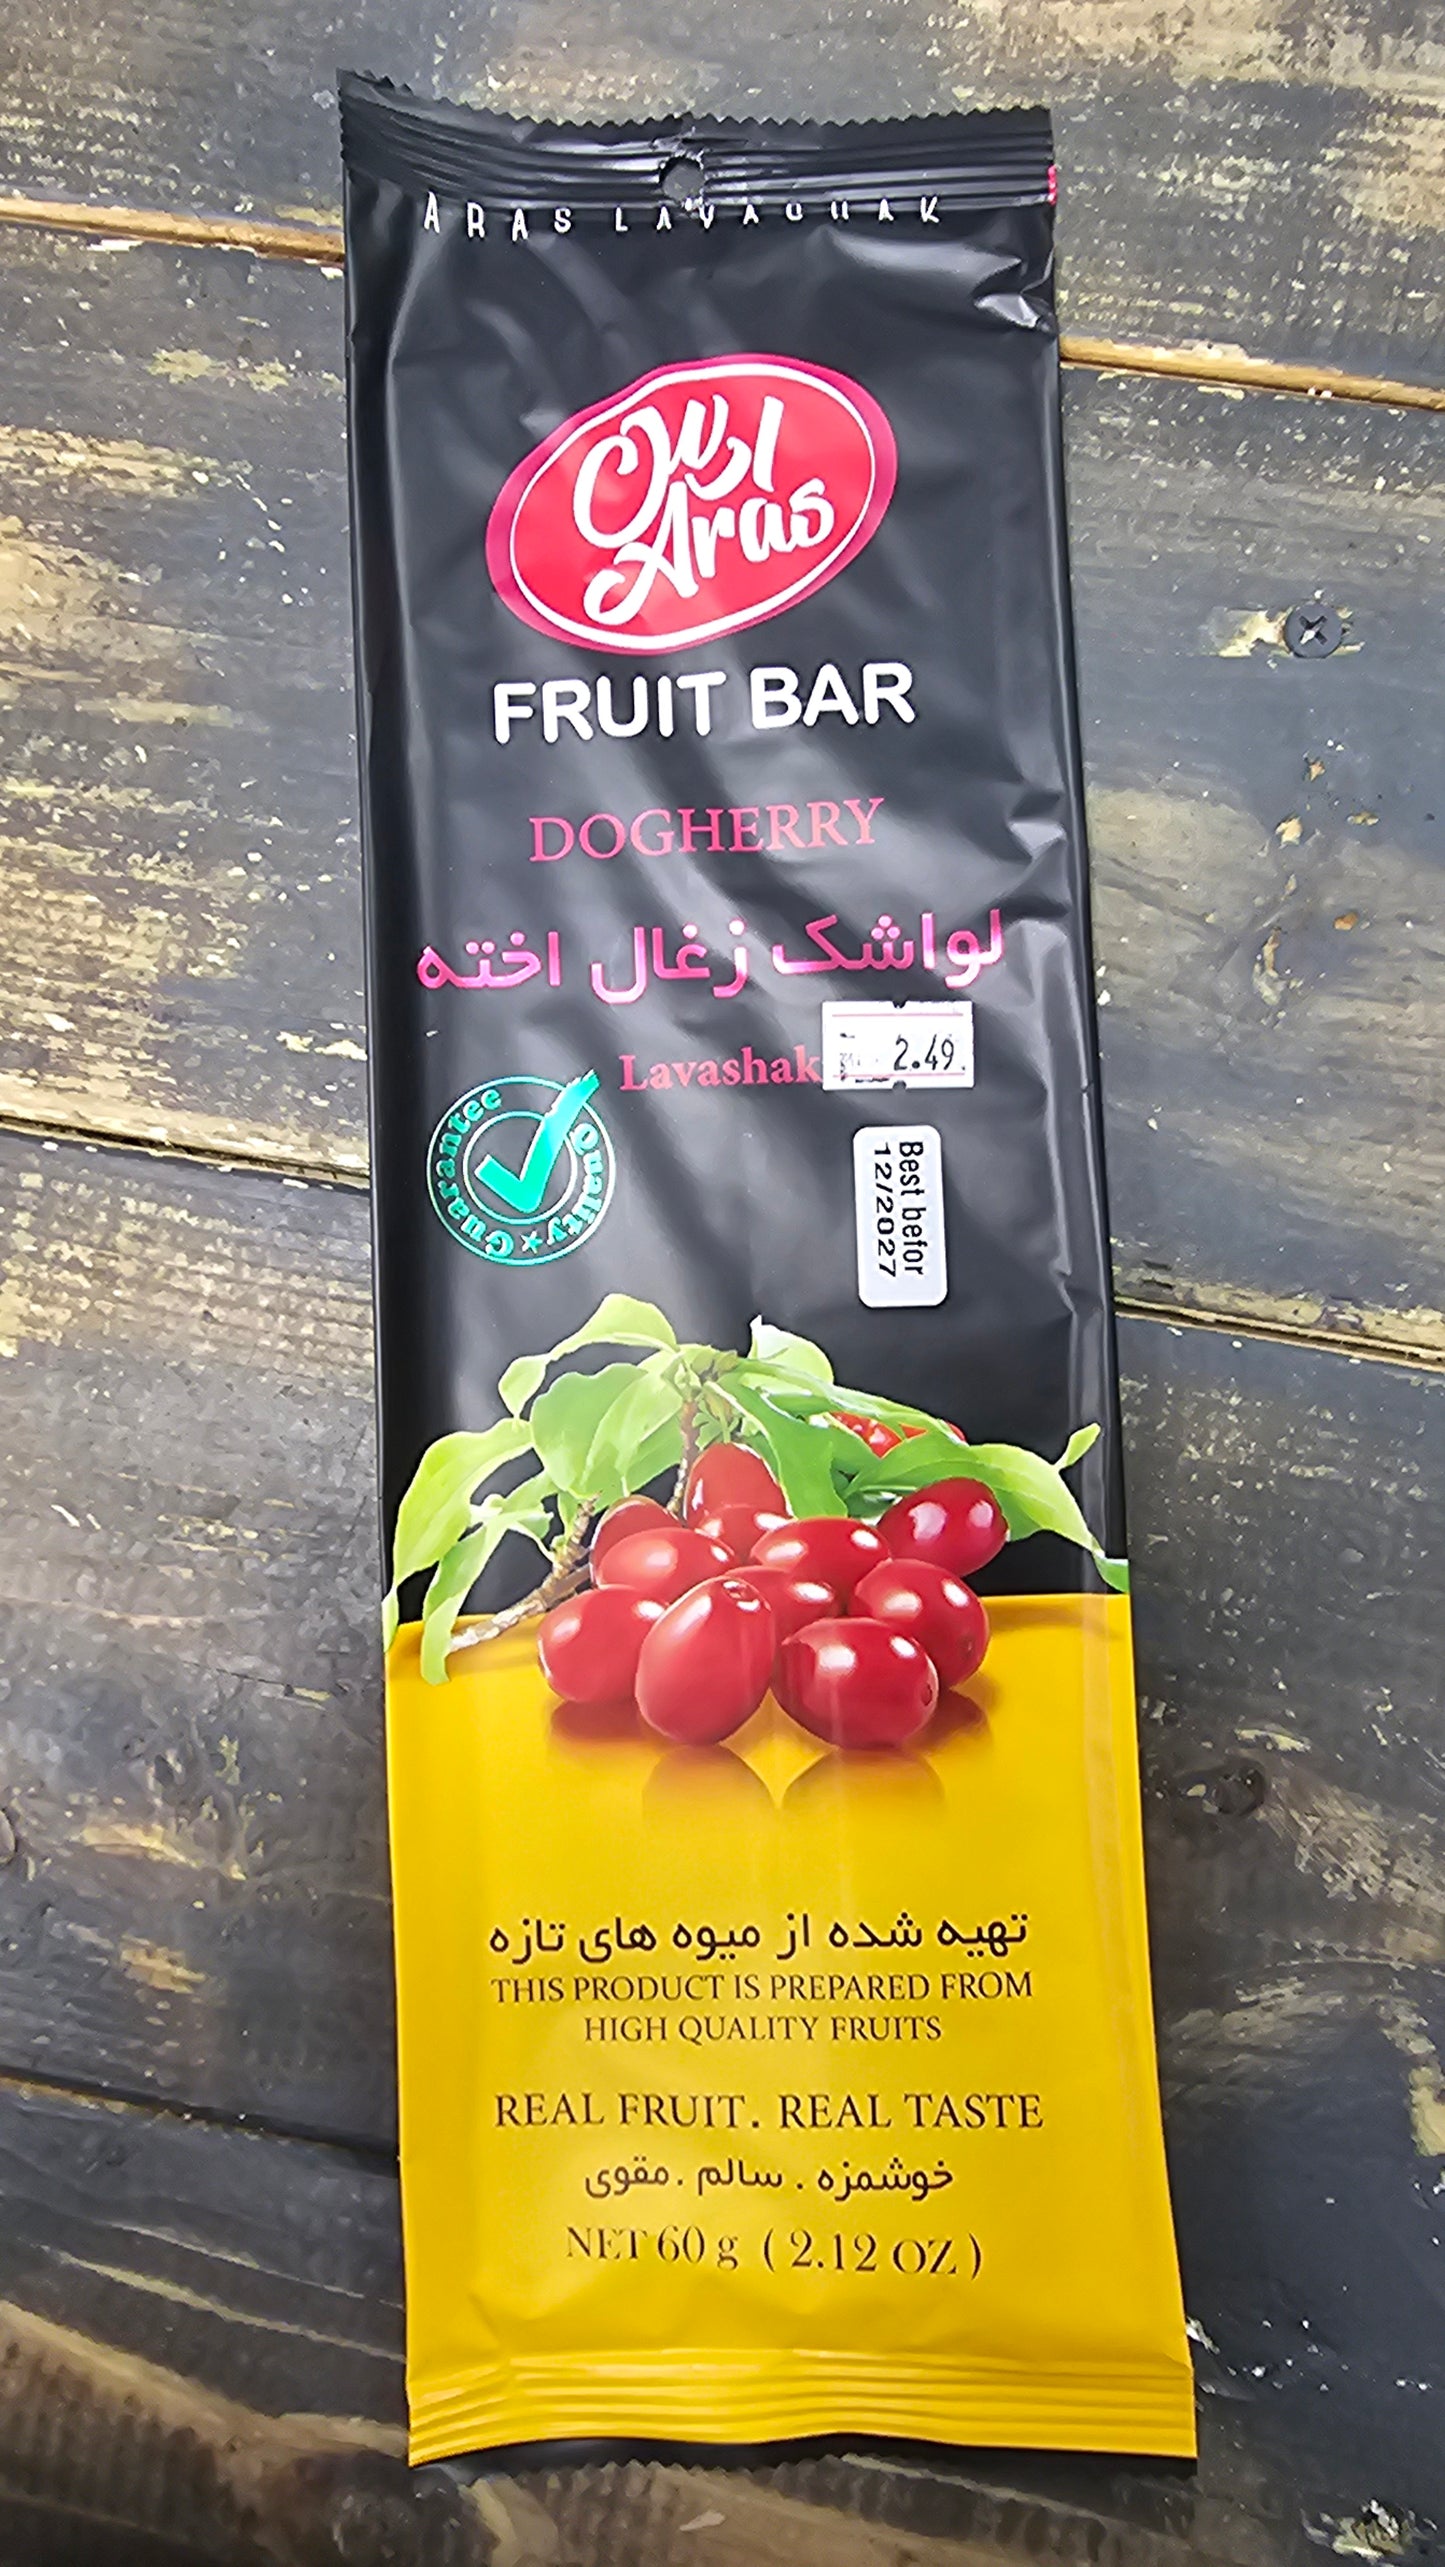 ARAS LAVASHAK
ارس
Aras
FRUIT BAR
DOGHERRY
لواشک زغال اخته
Lavashak
2.49
Quality ★ Guarantee
Best befor
12/2027
تهیه شده از میوه های تازه
THIS PRODUCT IS PREPARED FROM
HIGH QUALITY FRUITS
REAL FRUIT. REAL TASTE
خوشمزه . سالم . مقوی
NET 60 g ( 2.12 OZ )